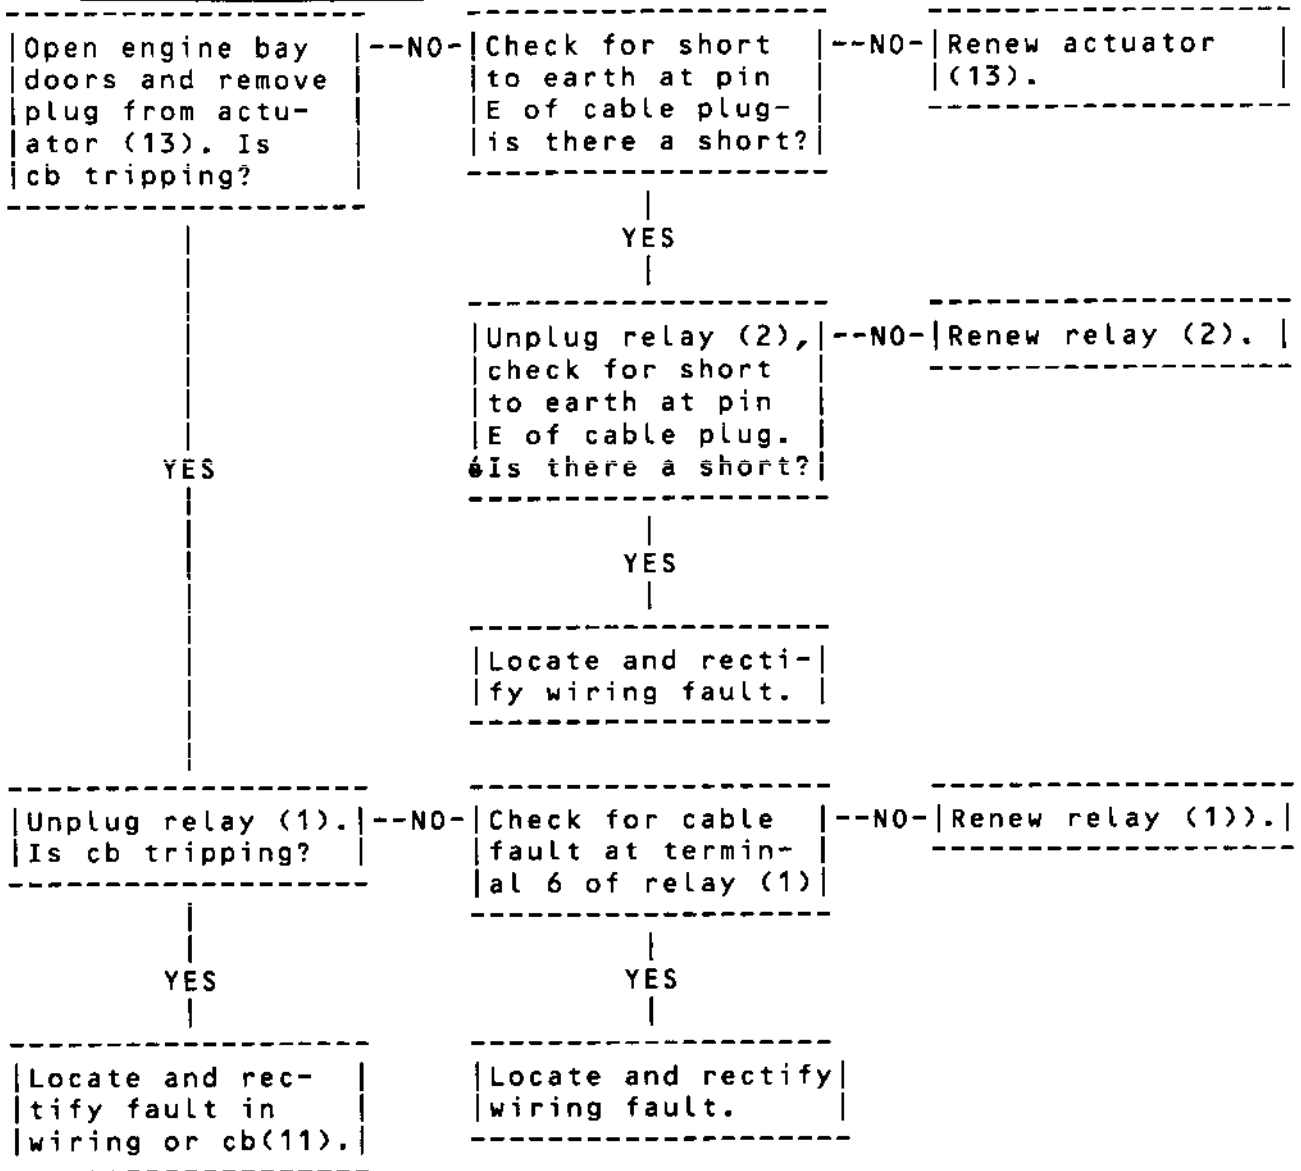 Open engine bay
doors and remove
plug from actu-
ator (13). Is
cb tripping?
NO
Check for short
to earth at pin
E of cable plug-
is there a short?
NO
Renew actuator
(13).
YES
Unplug relay (2),
check for short
to earth at pin
E of cable plug.
Is there a short?
NO
Renew relay (2).
YES
YES
Locate and recti-
fy wiring fault.
Unplug relay (1).
Is cb tripping?
NO
Check for cable
fault at termin-
al 6 of relay (1)
NO
Renew relay (1)).
YES
YES
Locate and rec-
tify fault in
wiring or cb(11).
Locate and rectify
wiring fault.